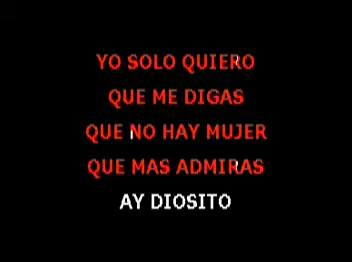 YO SOLO QUIERO
QUE ME DIGAS
QUE NO HAY MUJER
QUE MAS ADMIRAS
AY DIOSITO